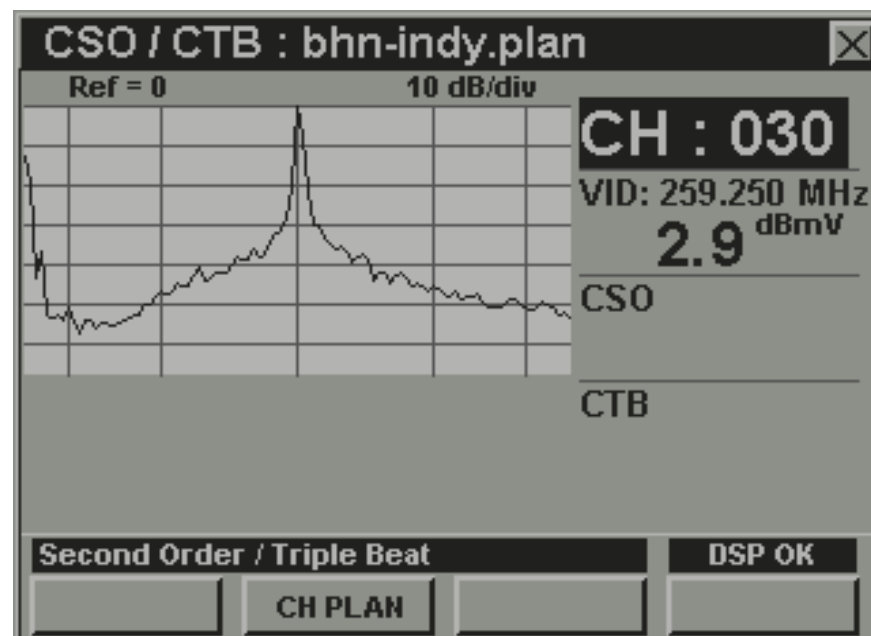 CSO / CTB : bhn-indy.plan
Ref = 0 10 dB/div
CH : 030
VID: 259.250 MHz
2.9 dBmV
CSO
CTB
Second Order / Triple Beat DSP OK
CH PLAN